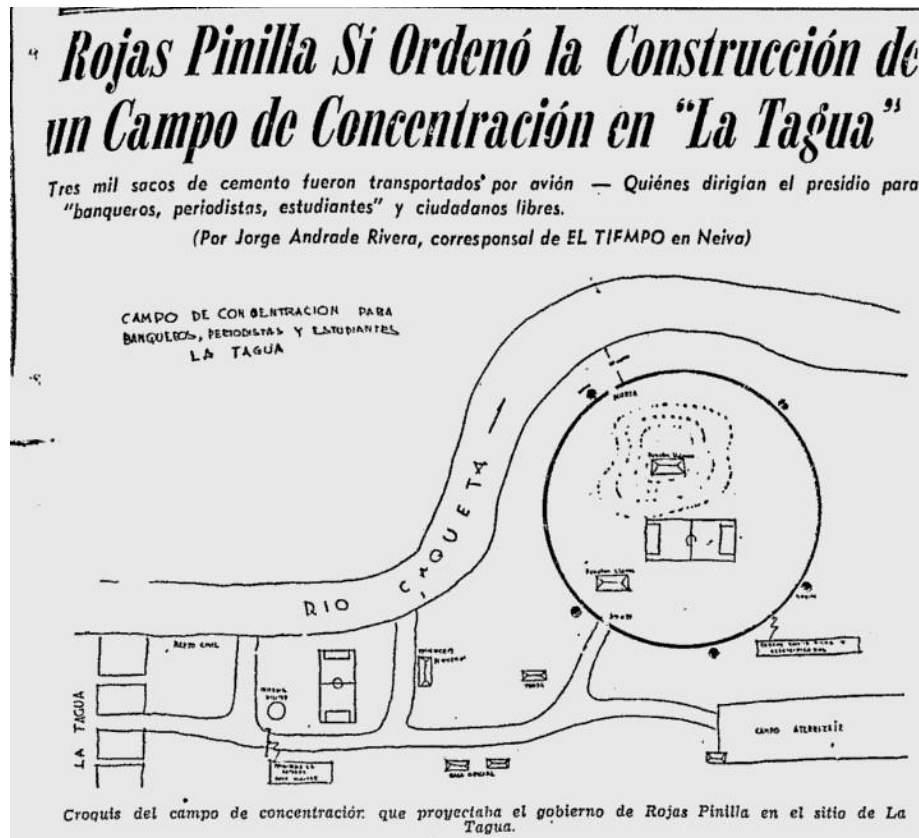 Rojas Pinilla Sí Ordenó la Construcción de
un Campo de Concentración en "La Tagua"
Tres mil sacos de cemento fueron transportados por avión — Quiénes dirigían el presidio para
"banqueros, periodistas, estudiantes" y ciudadanos libres.
(Por Jorge Andrade Rivera, corresponsal de EL TIEMPO en Neiva)
CAMPO DE CONCENTRACION PARA
BANQUEROS, PERIODISTAS Y ESTUDIANTES
LA TAGUA
RIO CAQUETA
LA TAGUA
CAMPO ATERRIZAJE
Croquis del campo de concentración que proyectaba el gobierno de Rojas Pinilla en el sitio de La
Tagua.